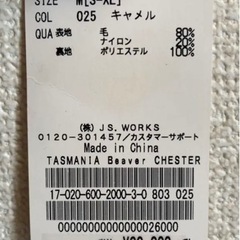 SIZE M[S-XL]
COL 025 キャメル
QUA 表地 毛 80%
ナイロン 20%
裏地 ポリエステル 100%
(株) J S. WORKS
0120-301457/カスタマーサポート
Made in China
TASMANIA Beaver CHESTER
17-020-600-2000-3-0 803 025